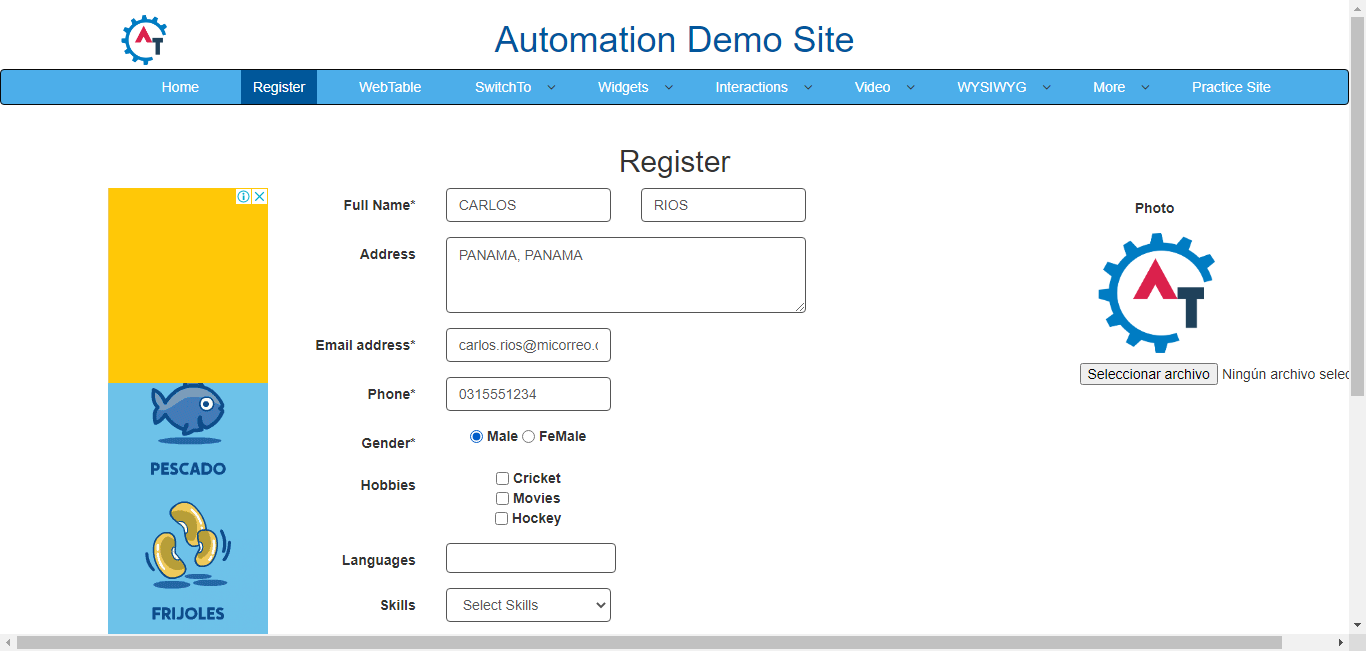 AT
Automation Demo Site
Home Register WebTable SwitchTo Widgets Interactions Video WYSIWYG More Practice Site
Register
Full Name* CARLOS RIOS
Photo
Address PANAMA, PANAMA
AT
Email address* carlos.rios@micorreo.c
Seleccionar archivo Ningún archivo selec
Phone* 0315551234
Gender* Male FeMale
PESCADO
Hobbies Cricket
Movies
Hockey
Languages
Skills Select Skills
FRIJOLES